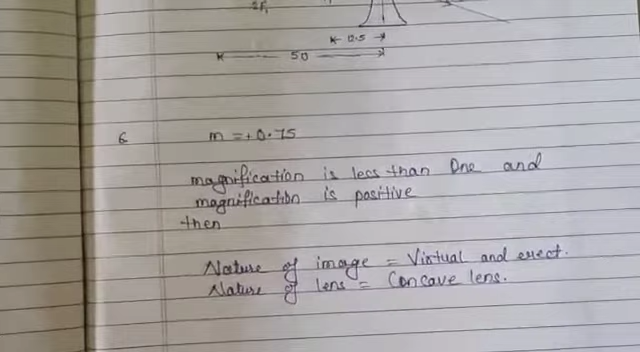 2F₁
0.5
50
6 m = +0.75
magnification is less than One and
magnification is positive
then
Nature of image = Virtual and erect.
Nature of lens = Concave lens.